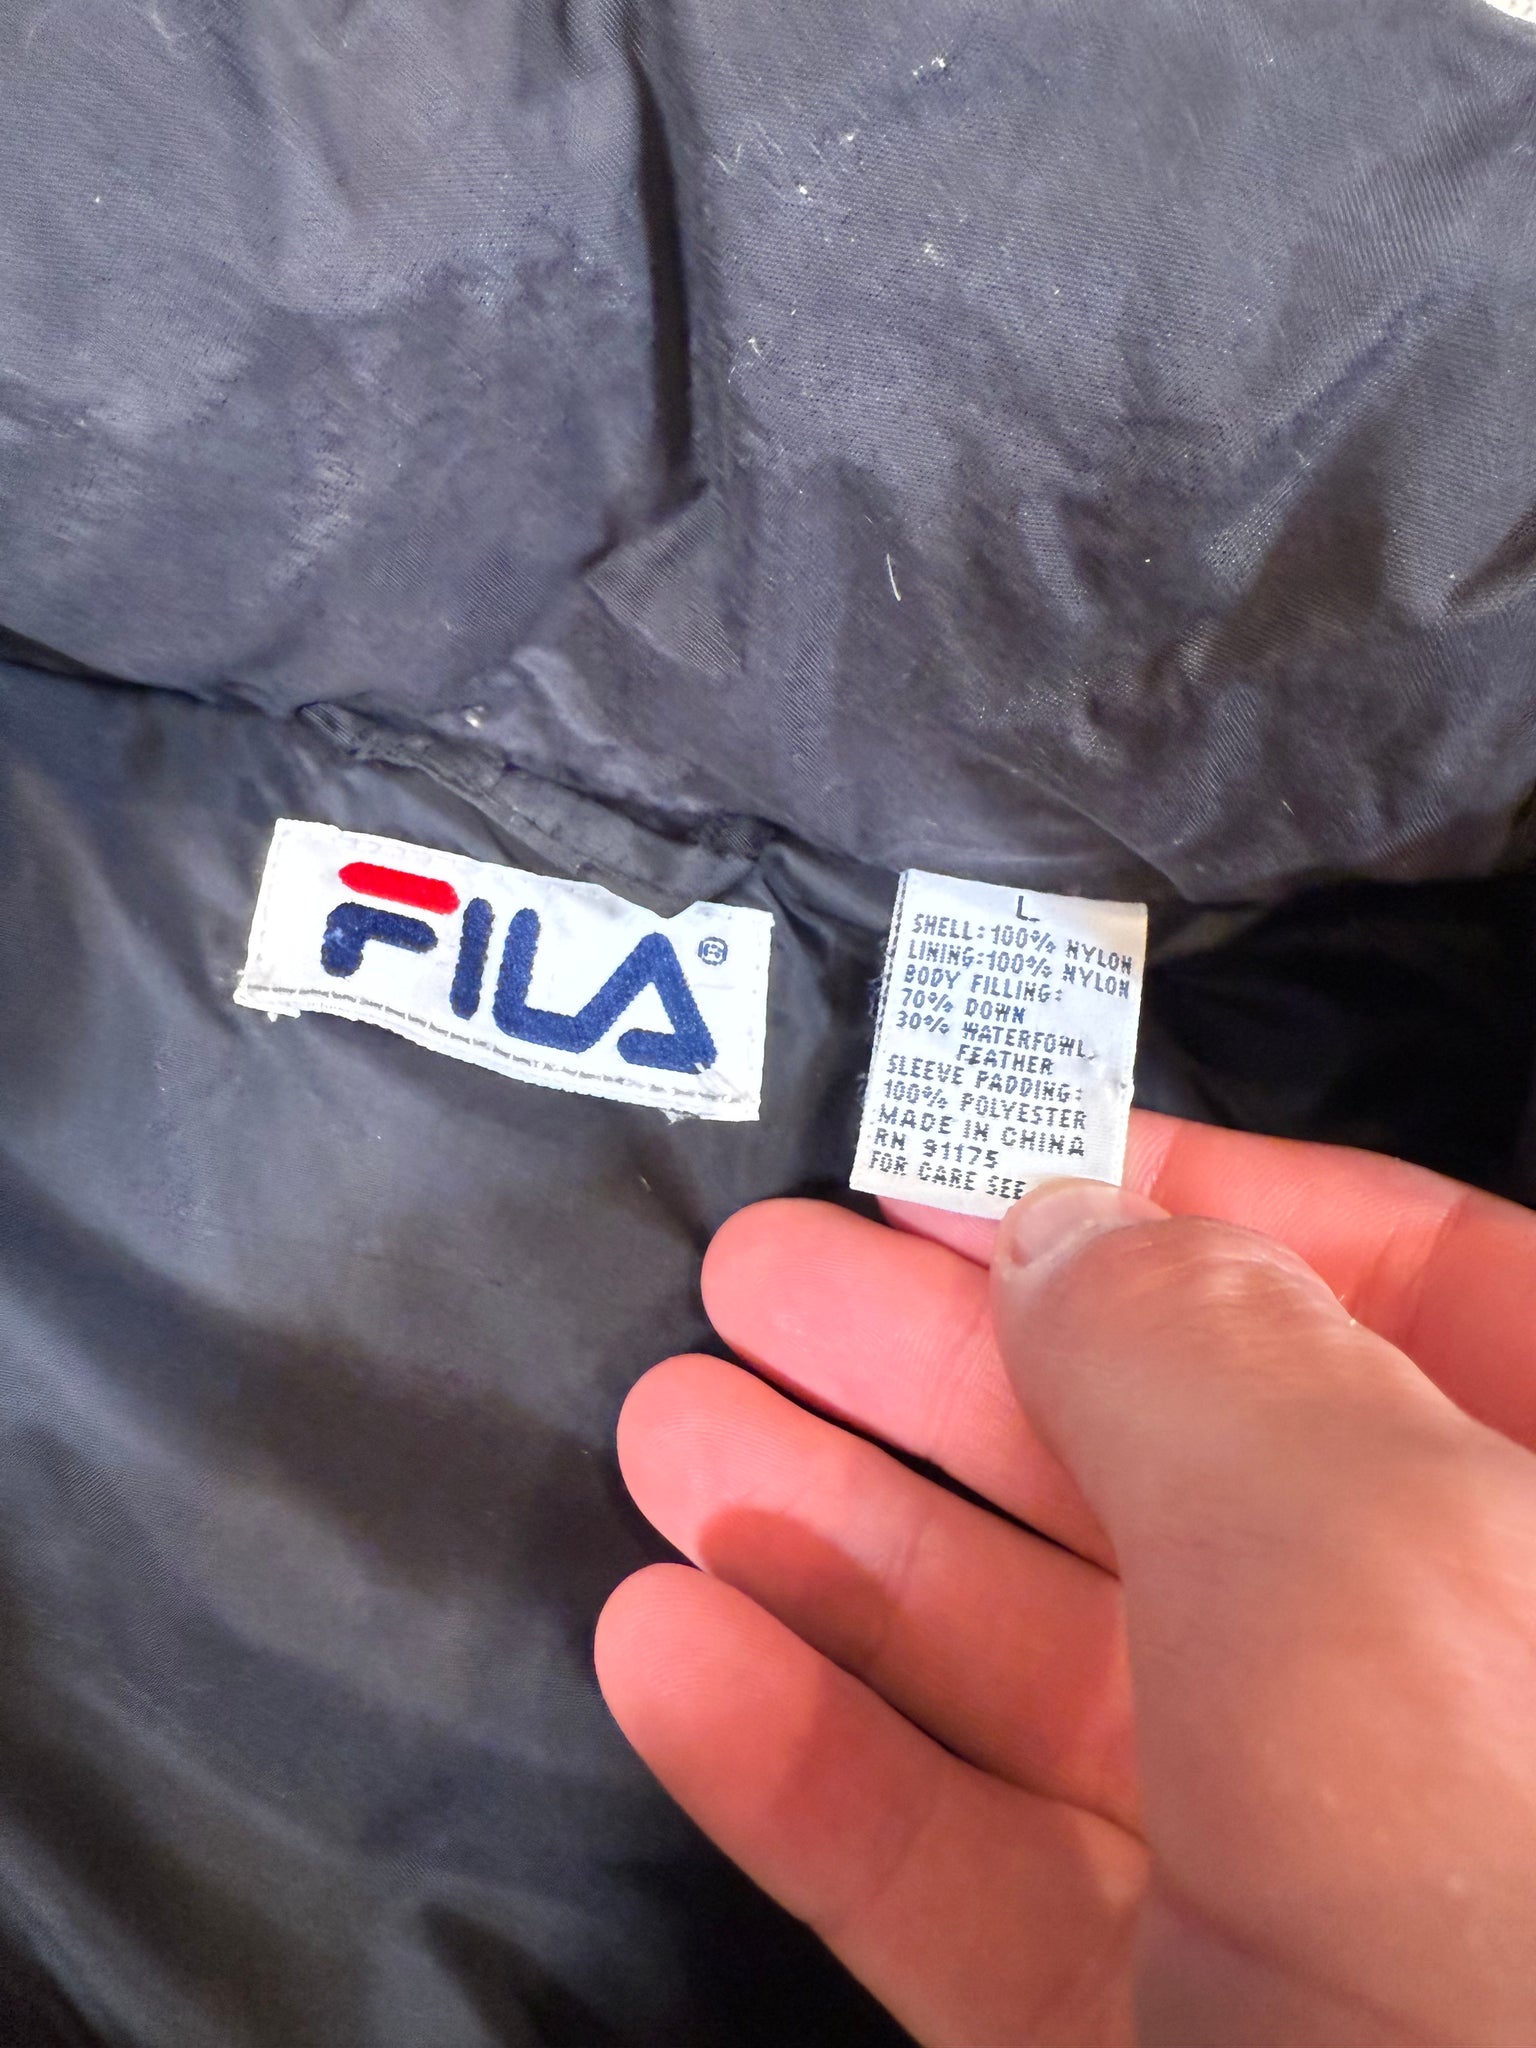 FILA®
L
SHELL: 100% NYLON
LINING: 100% NYLON
BODY FILLING:
70% DOWN
30% WATERFOWL
FEATHER
SLEEVE PADDING:
100% POLYESTER
MADE IN CHINA
RN 91175
FOR CARE SEE